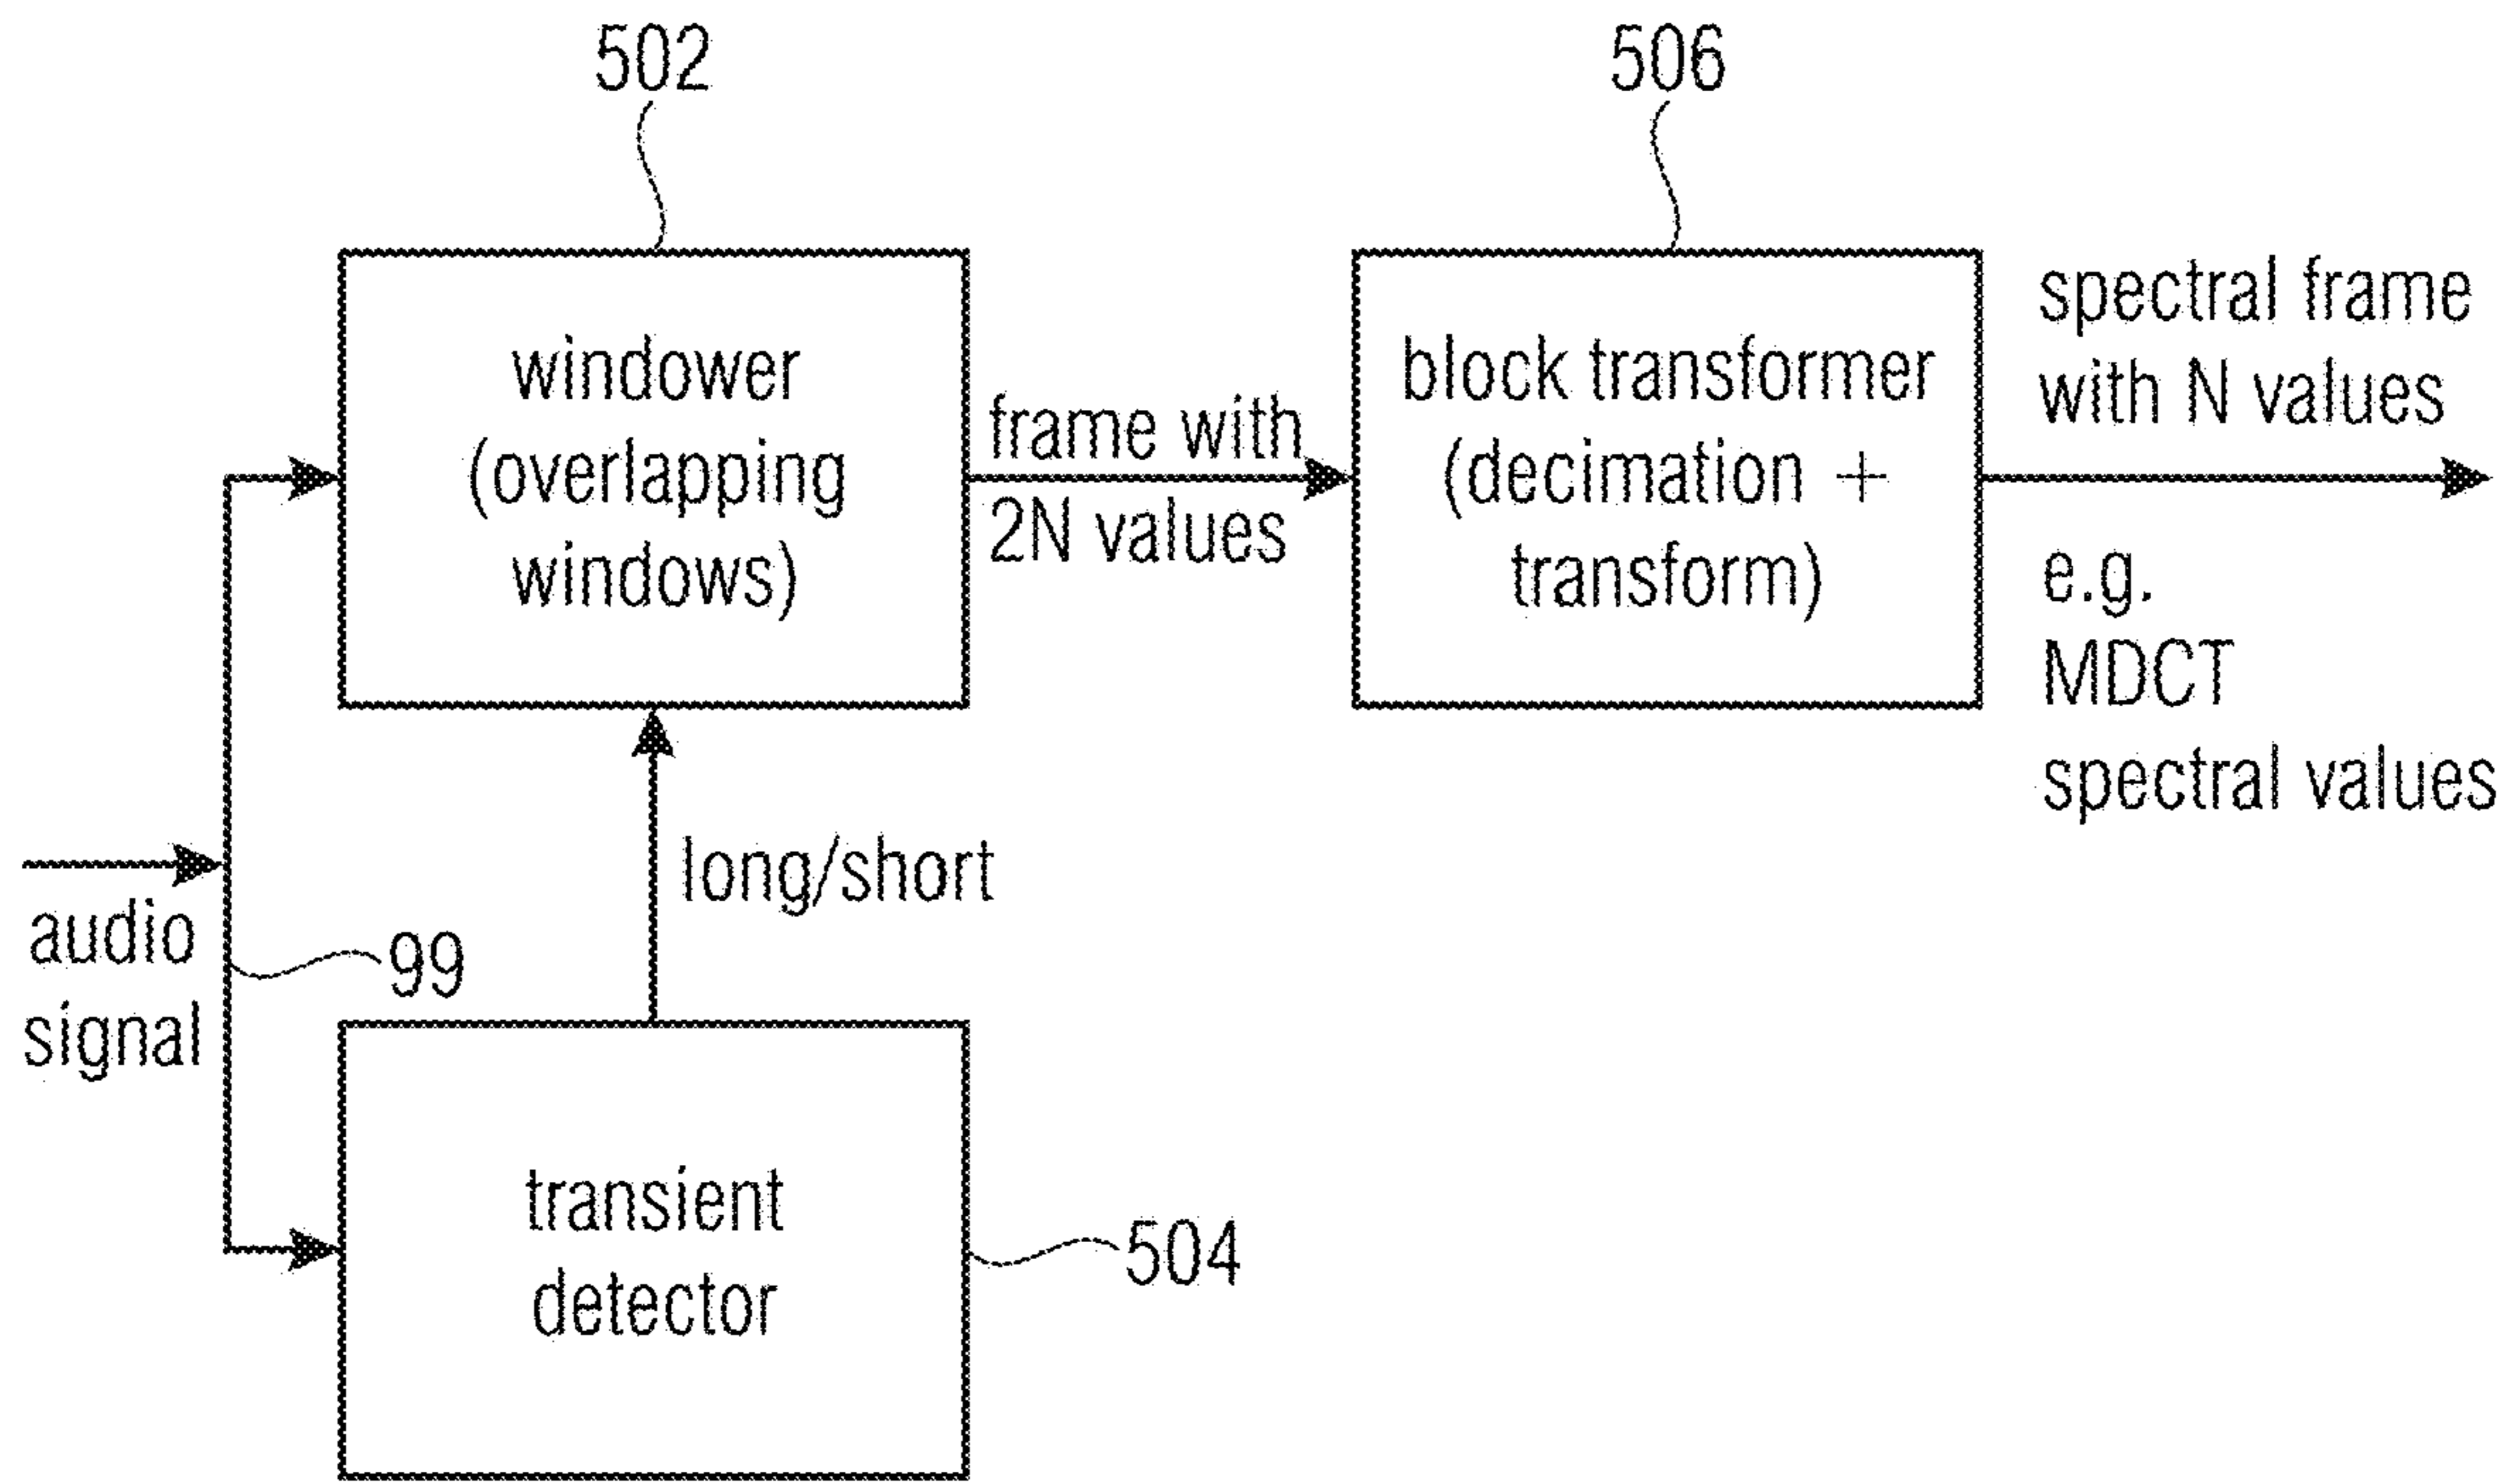 502
506
windower
(overlapping
windows)
frame with
2N values
block transformer
(decimation +
transform)
spectral frame
with N values
e.g.
MDCT
spectral values
long/short
audio
signal
99
transient
detector
504